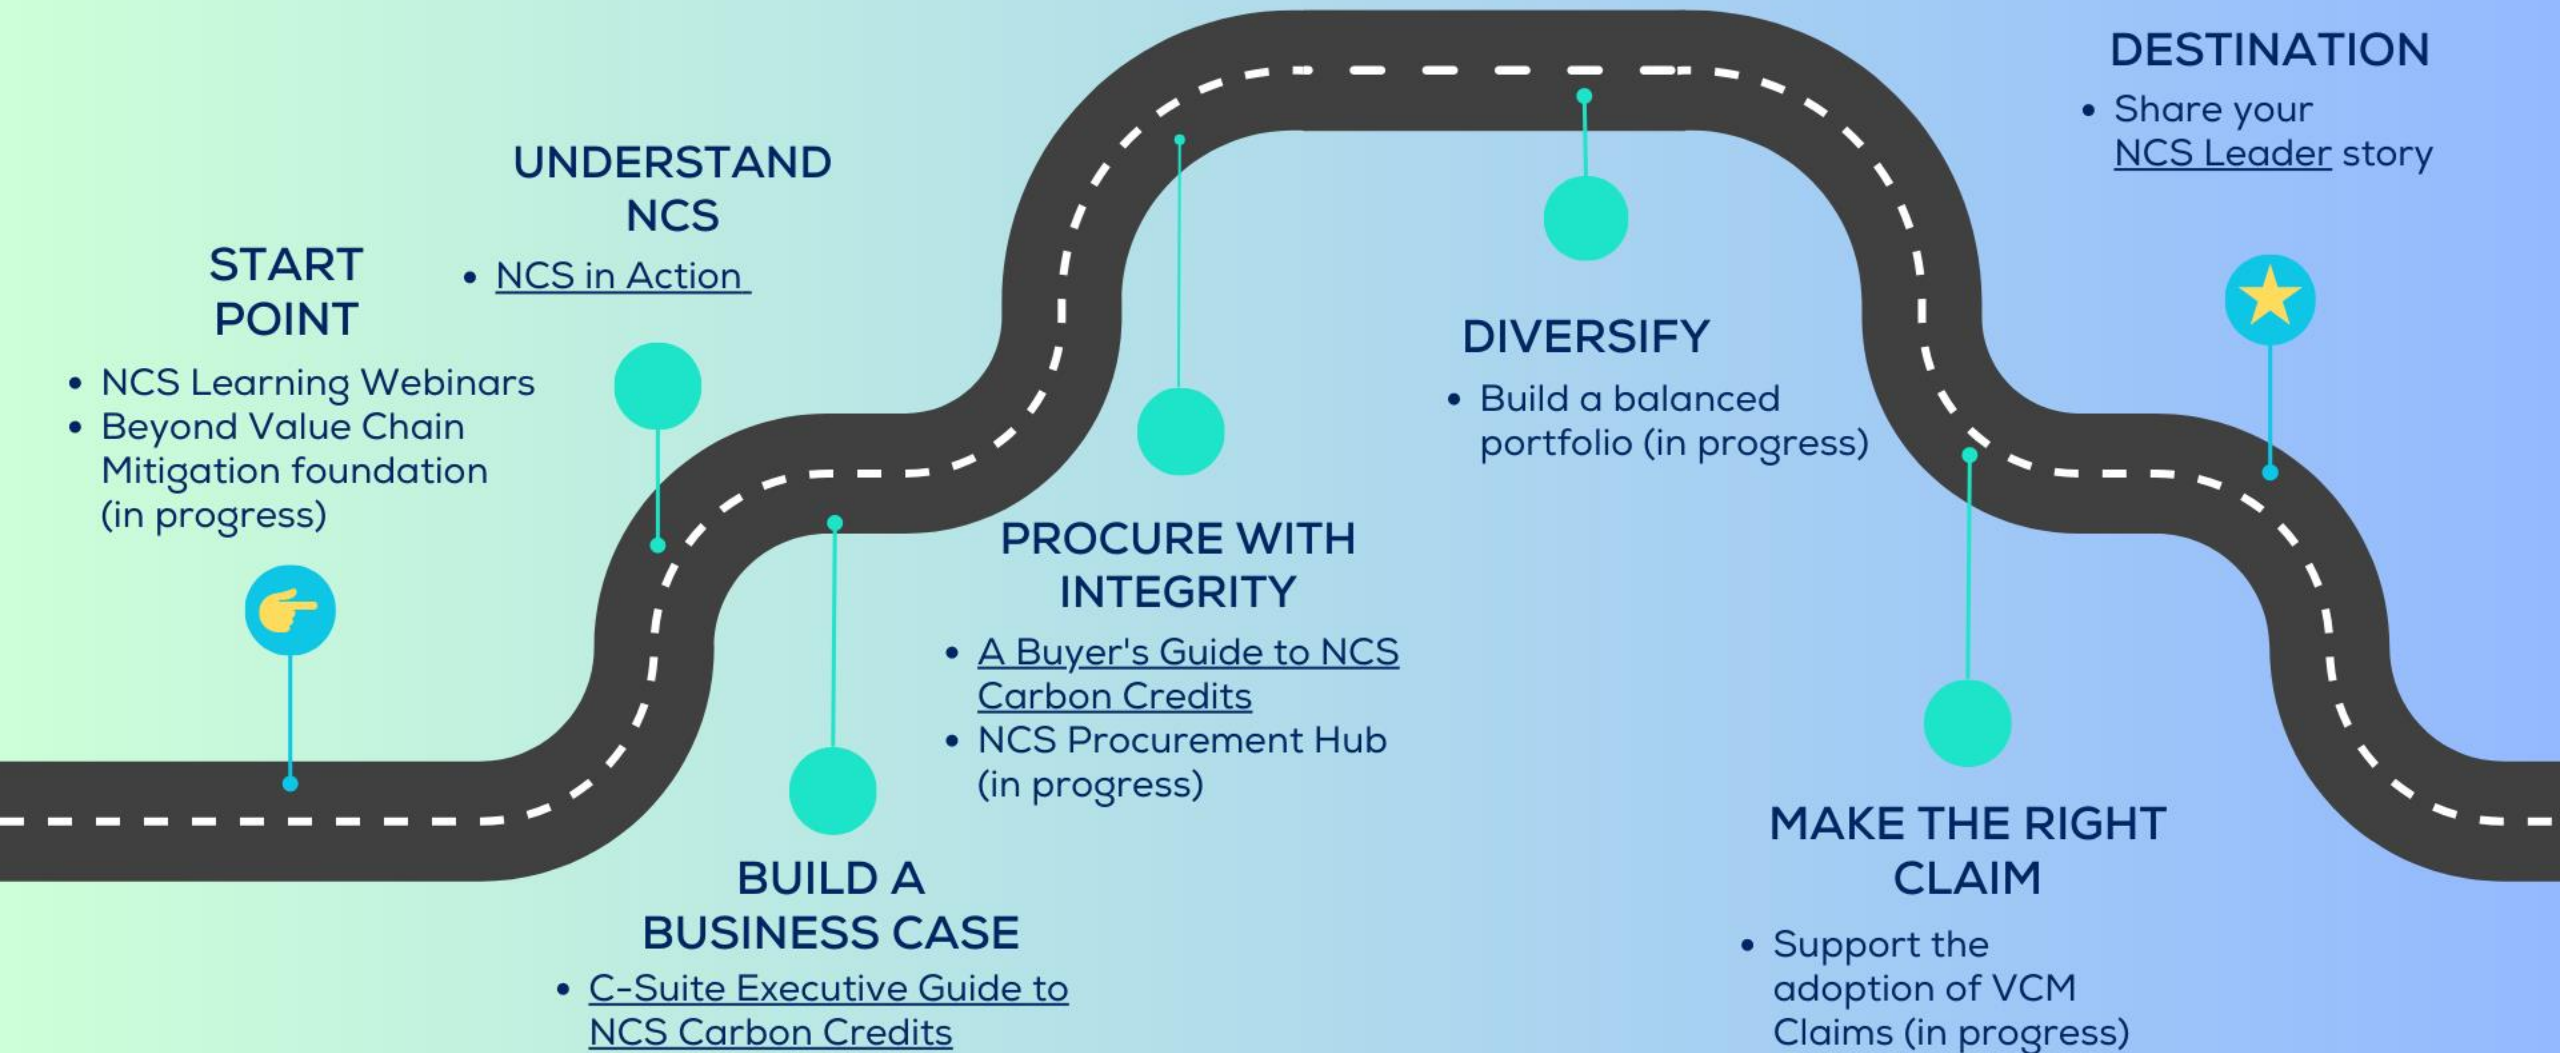 START
POINT
• NCS Learning Webinars
• Beyond Value Chain
Mitigation foundation
(in progress)
UNDERSTAND
NCS
• NCS in Action
BUILD A
BUSINESS CASE
• C-Suite Executive Guide to
NCS Carbon Credits
PROCURE WITH
INTEGRITY
• A Buyer's Guide to NCS
Carbon Credits
• NCS Procurement Hub
(in progress)
DIVERSIFY
• Build a balanced
portfolio (in progress)
MAKE THE RIGHT
CLAIM
• Support the
adoption of VCM
Claims (in progress)
DESTINATION
• Share your
NCS Leader story